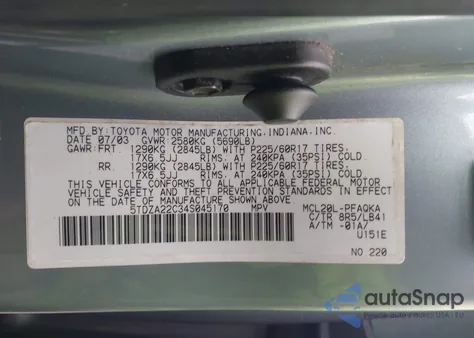 MFD.BY:TOYOTA MOTOR MANUFACTURING,INDIANA,INC.
DATE 07/03 GVWR 2580KG (5690LB)
GAWR:FRT. 1290KG (2845LB) WITH P225/60R17 TIRES.
17X6.5JJ RIMS. AT 240KPA (35PSI) COLD
RR. 1290KG (2845LB) WITH P225/60R17 TIRES.
17X6.5JJ RIMS. AT 240KPA (35PSI) COLD
THIS VEHICLE CONFORMS TO ALL APPLICABLE FEDERAL MOTOR
VEHICLE SAFETY AND THEFT PREVENTION STANDARDS IN EFFECT
ON THE DATE OF MANUFACTURE SHOWN ABOVE
5TDZA22C34S045170 MPV MCL20L-PFAQKA
C/TR 8R5/LB41
A/TM -01A/
U151E
NO.220
autoSnap